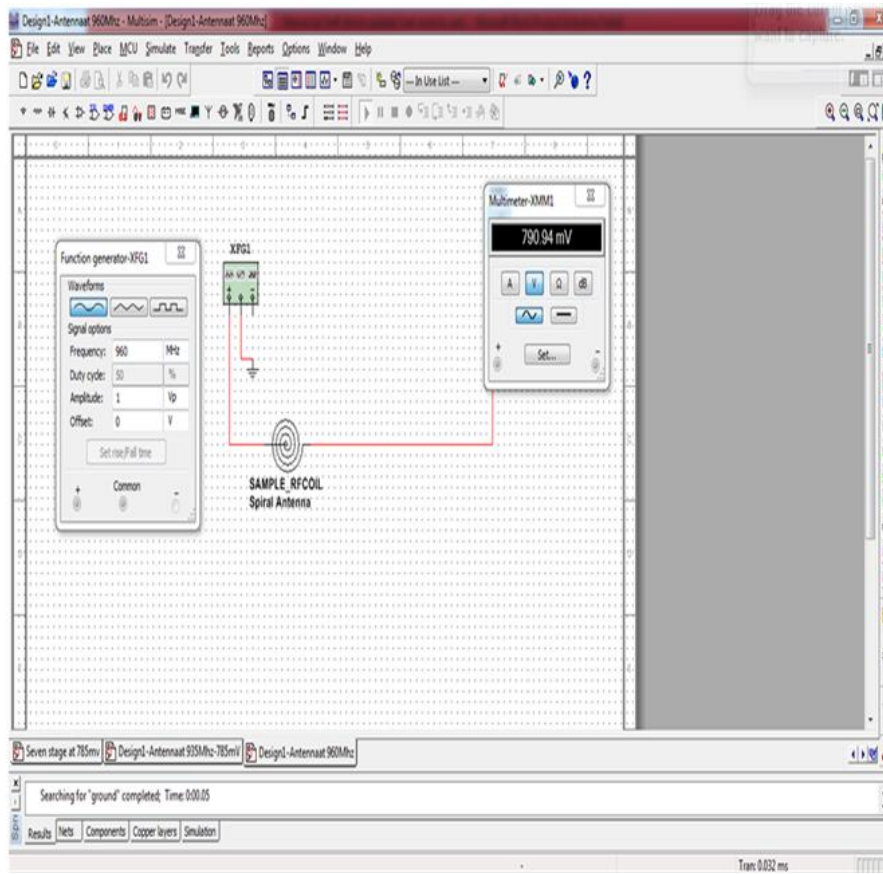 Design1-Antennaat 960Mhz - Multisim - [Design1-Antennaat 960Mhz]
File Edit View Place MCU Simulate Transfer Tools Reports Options Window Help
--- In Use List ---
Multimeter-XMM1
790.94 mV
A V Ω dB
Set...
+ -
Function generator-XFG1
Waveforms
Signal options
Frequency: 960 MHz
Duty cycle: 50 %
Amplitude: 1 Vp
Offset: 0 V
Set rise/Fall time
+ Common -
XFG1
SAMPLE_RFCOIL
Spiral Antenna
Seven stage at 785mv Design1-Antennaat 935Mhz-785mV Design1-Antennaat 960Mhz
Searching for "ground" completed; Time: 0:00.05
Results Nets Components Copper layers Simulation
Tran: 0.032 ms